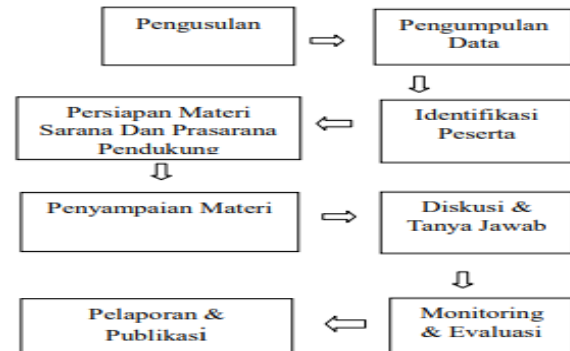 Pengusulan
Pengumpulan
Data
Identifikasi
Peserta
Persiapan Materi
Sarana Dan Prasarana
Pendukung
Penyampaian Materi
Diskusi &
Tanya Jawab
Monitoring
& Evaluasi
Pelaporan &
Publikasi